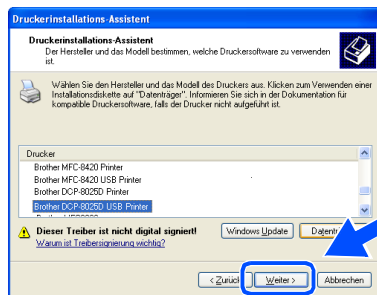 Druckerinstallations-Assistent
Druckerinstallations-Assistent
Der Hersteller und das Modell bestimmen, welche Druckersoftware zu verwenden
ist.
Wählen Sie den Hersteller und das Modell des Druckers aus. Klicken zum Verwenden einer
Installationsdiskette auf "Datenträger". Informieren Sie sich in der Dokumentation für
kompatible Druckersoftware, falls der Drucker nicht aufgeführt ist.
Drucker
Brother MFC-8420 Printer
Brother MFC-8420 USB Printer
Brother DCP-8025D Printer
Brother DCP-8025D USB Printer
Dieser Treiber ist nicht digital signiert!
Warum ist Treibersignierung wichtig?
Windows Update
Datentr
< Zurück
Weiter >
Abbrechen